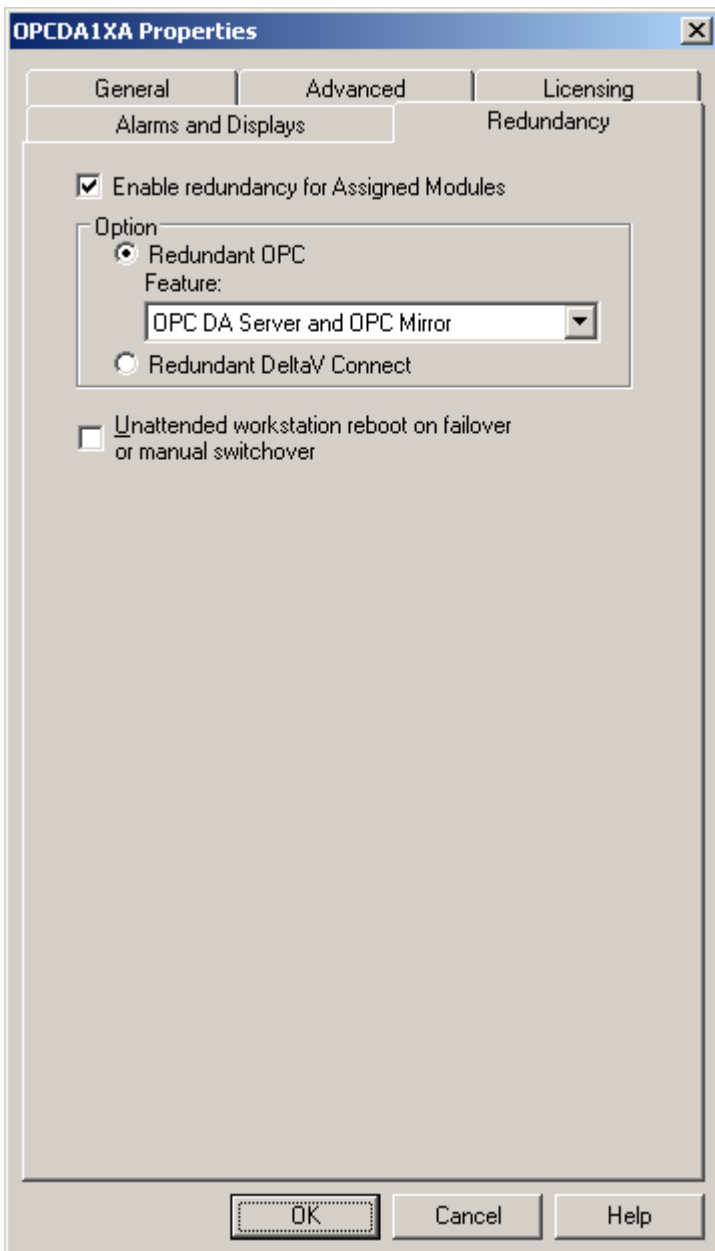 OPCDA1XA Properties
General
Advanced
Licensing
Alarms and Displays
Redundancy
Enable redundancy for Assigned Modules
Option
Redundant OPC
Feature:
OPC DA Server and OPC Mirror
Redundant DeltaV Connect
Unattended workstation reboot on failover
or manual switchover
OK
Cancel
Help